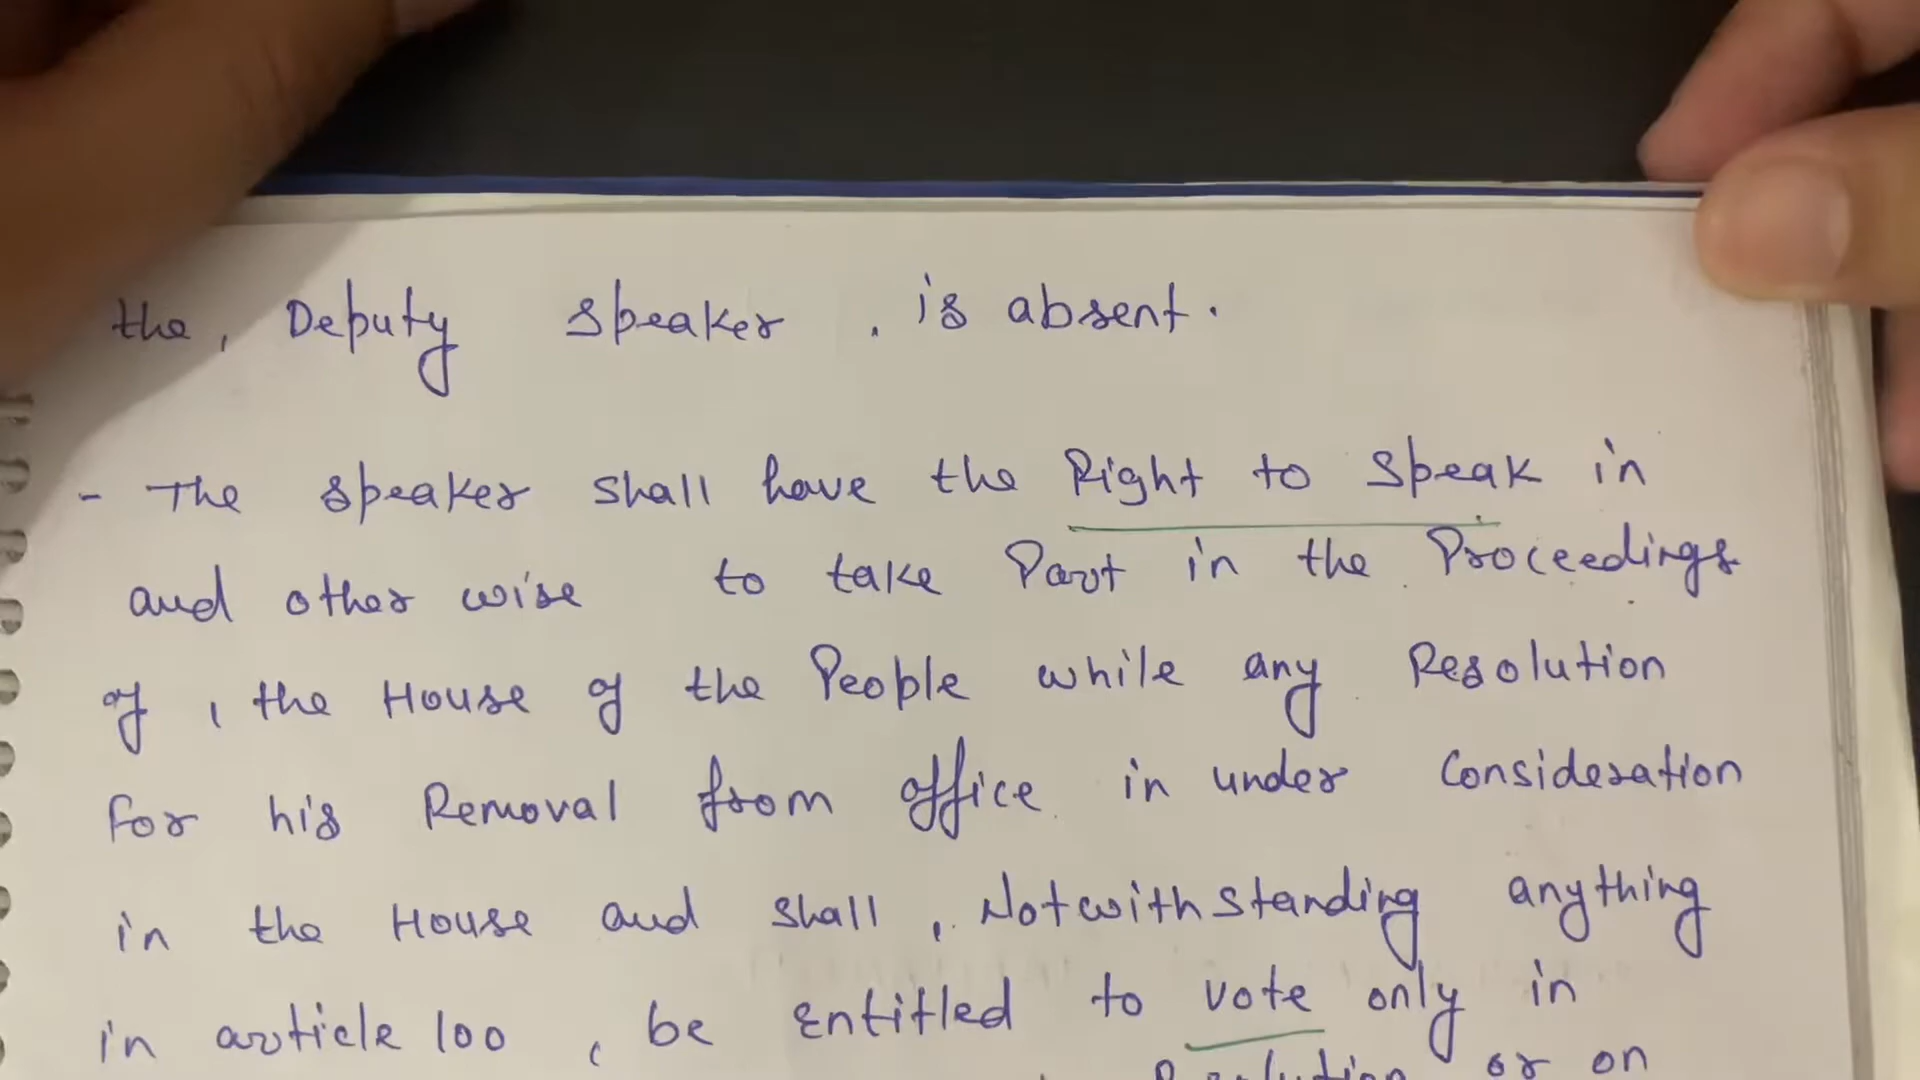 the, Deputy Speaker, is absent.
- The Speaker shall have the Right to Speak in
and other wise to take Part in the Proceedings
of, the House of the People while any Resolution
for his Removal from office in under Consideration
in the House and shall, Notwithstanding anything
in article 100, be Entitled to vote only in
Resolution or on